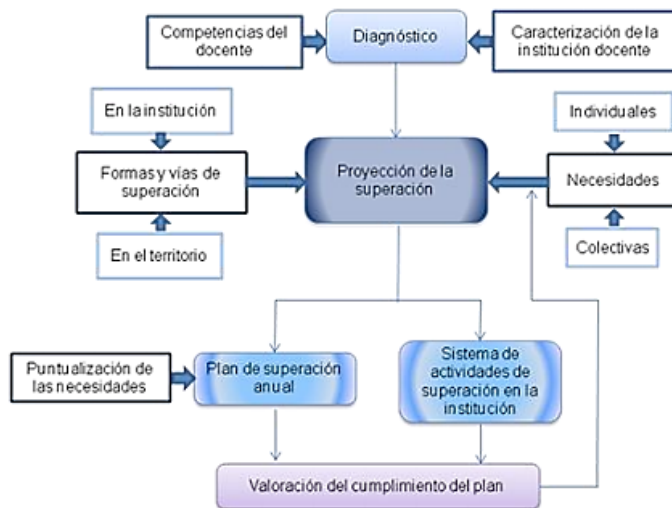 Competencias del
docente
Diagnóstico
Caracterización de la
institución docente
En la institución
Individuales
Formas y vías de
superación
Proyección de la
superación
Necesidades
En el territorio
Colectivas
Puntualización de
las necesidades
Plan de superación
anual
Sistema de
actividades de
superación en la
institución
Valoración del cumplimiento del plan